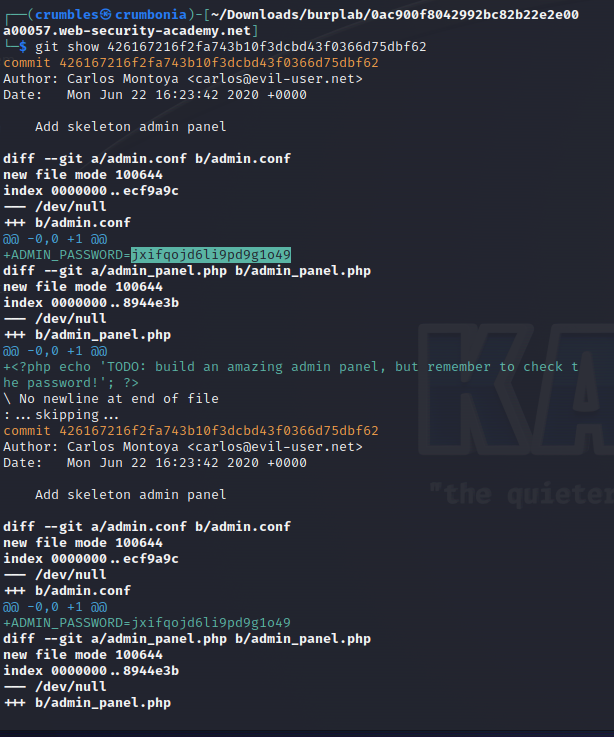 ┌──(crumbles㉿crumbonia)-[~/Downloads/burplab/0ac900f8042992bc82b22e2e00
a00057.web-security-academy.net]
└─$ git show 426167216f2fa743b10f3dcbd43f0366d75dbf62
commit 426167216f2fa743b10f3dcbd43f0366d75dbf62
Author: Carlos Montoya <carlos@evil-user.net>
Date:   Mon Jun 22 16:23:42 2020 +0000
    Add skeleton admin panel
diff --git a/admin.conf b/admin.conf
new file mode 100644
index 0000000..ecf9a9c
--- /dev/null
+++ b/admin.conf
@@ -0,0 +1 @@
+ADMIN_PASSWORD=jxifqojd6li9pd9g1o49
diff --git a/admin_panel.php b/admin_panel.php
new file mode 100644
index 0000000..8944e3b
--- /dev/null
+++ b/admin_panel.php
@@ -0,0 +1 @@
+<?php echo 'TODO: build an amazing admin panel, but remember to check t
he password!'; ?>
\ No newline at end of file
:...skipping...
commit 426167216f2fa743b10f3dcbd43f0366d75dbf62
Author: Carlos Montoya <carlos@evil-user.net>
Date:   Mon Jun 22 16:23:42 2020 +0000
    Add skeleton admin panel
diff --git a/admin.conf b/admin.conf
new file mode 100644
index 0000000..ecf9a9c
--- /dev/null
+++ b/admin.conf
@@ -0,0 +1 @@
+ADMIN_PASSWORD=jxifqojd6li9pd9g1o49
diff --git a/admin_panel.php b/admin_panel.php
new file mode 100644
index 0000000..8944e3b
--- /dev/null
+++ b/admin_panel.php
KA
"the quieter